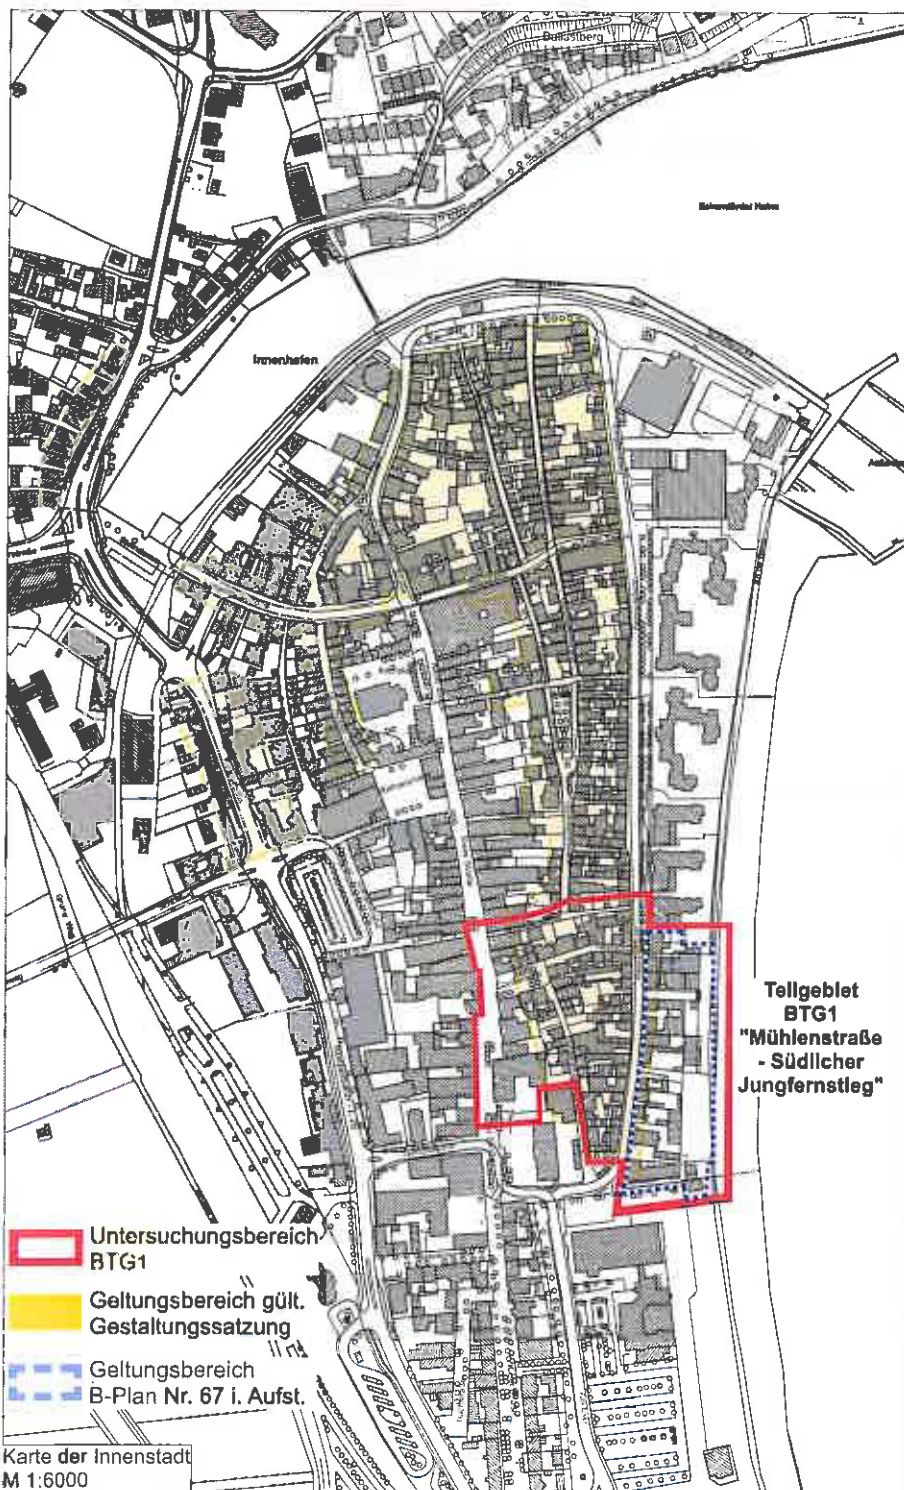 Innenhafen
Teilgebiet
BTG1
"Mühlenstraße
- Südlicher
Jungfernstieg"
Untersuchungsbereich
BTG1
Geltungsbereich gült.
Gestaltungssatzung
Geltungsbereich
B-Plan Nr. 67 i. Aufst.
Karte der Innenstadt
M 1:6000